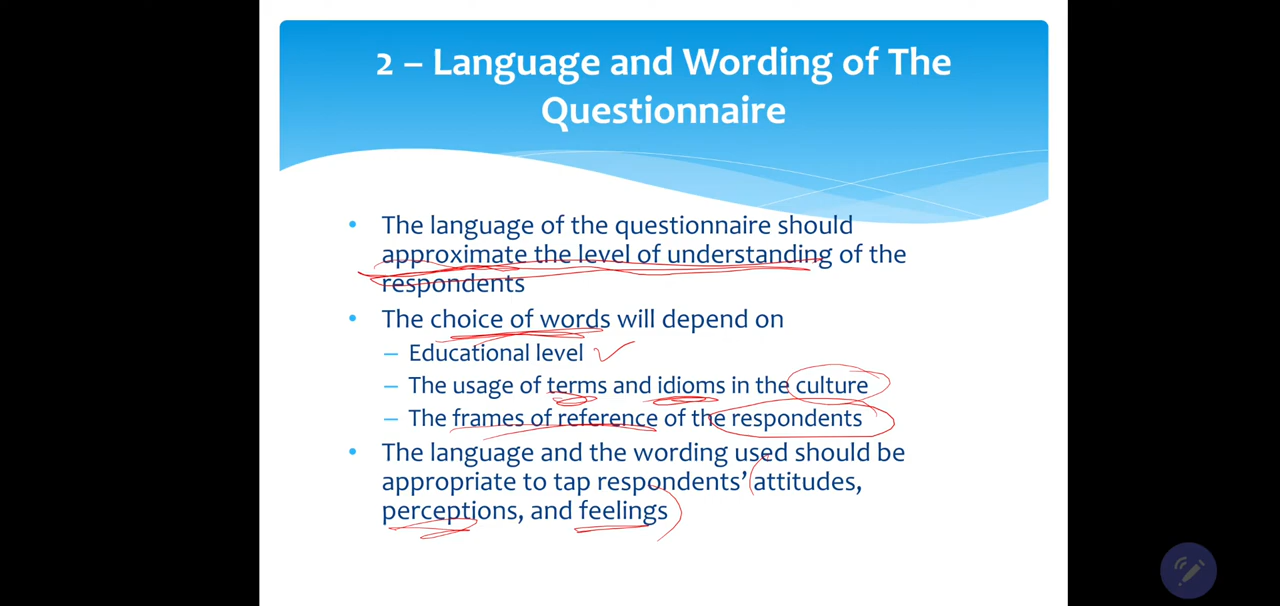 2 – Language and Wording of The
Questionnaire
• The language of the questionnaire should
approximate the level of understanding of the
respondents
• The choice of words will depend on
– Educational level
– The usage of terms and idioms in the culture
– The frames of reference of the respondents
• The language and the wording used should be
appropriate to tap respondents’ attitudes,
perceptions, and feelings